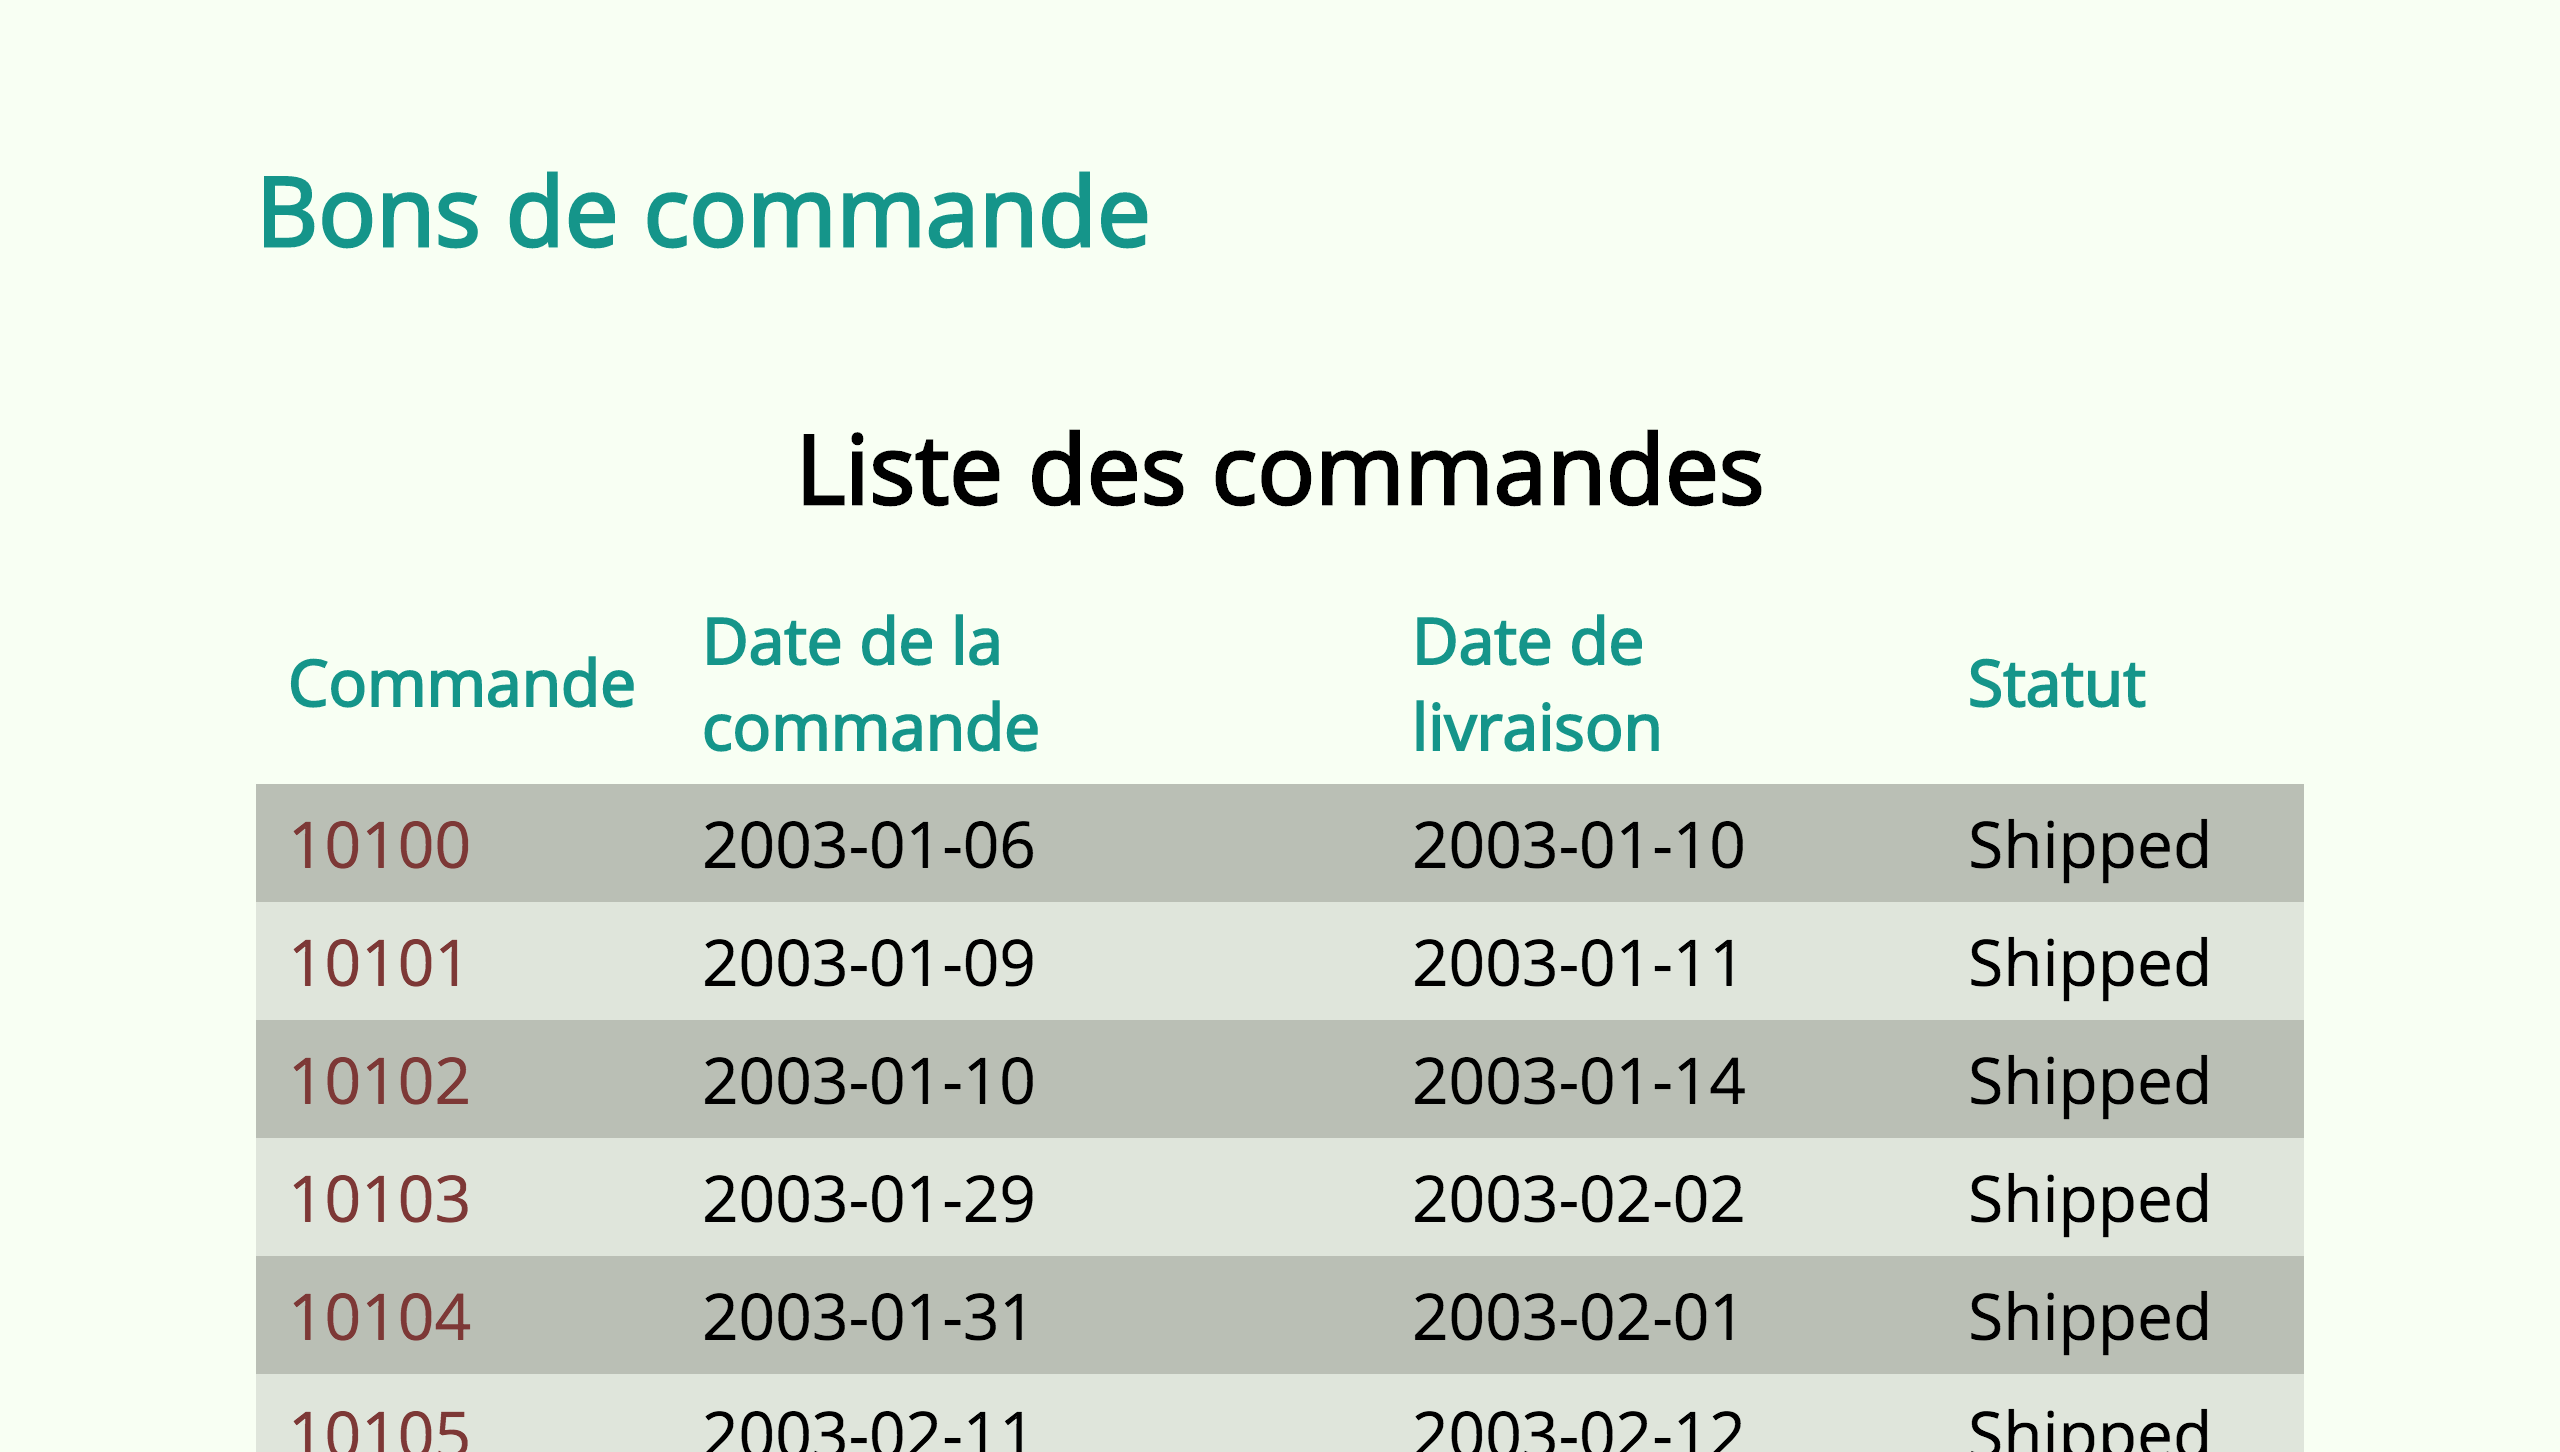 Bons de commande
Liste des commandes
Commande Date de la commande Date de livraison Statut
10100 2003-01-06 2003-01-10 Shipped
10101 2003-01-09 2003-01-11 Shipped
10102 2003-01-10 2003-01-14 Shipped
10103 2003-01-29 2003-02-02 Shipped
10104 2003-01-31 2003-02-01 Shipped
10105 2003-02-11 2003-02-12 Shipped